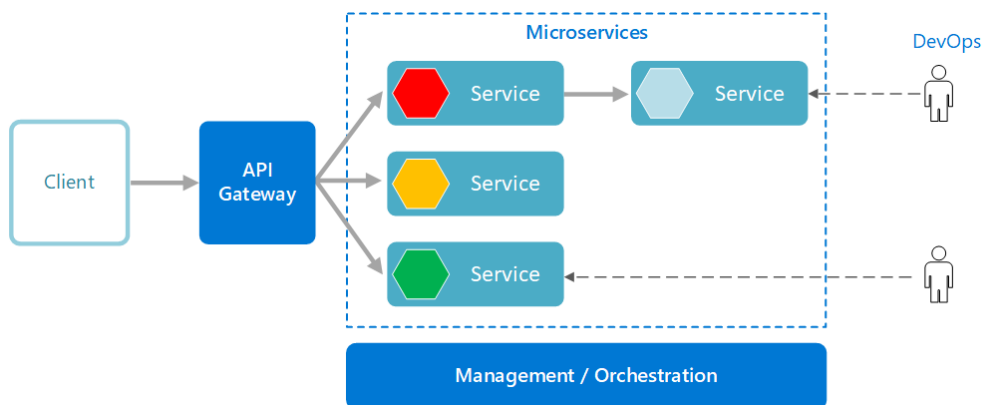 Microservices
DevOps
Service
Service
Client
API
Gateway
Service
Service
Management / Orchestration